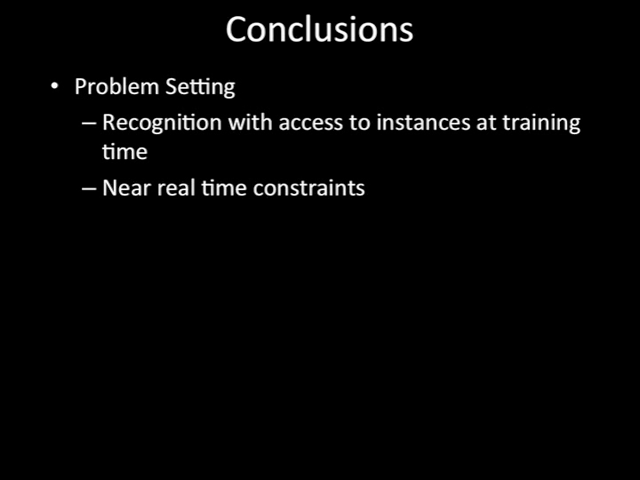 Conclusions
• Problem Setting
– Recognition with access to instances at training
time
– Near real time constraints